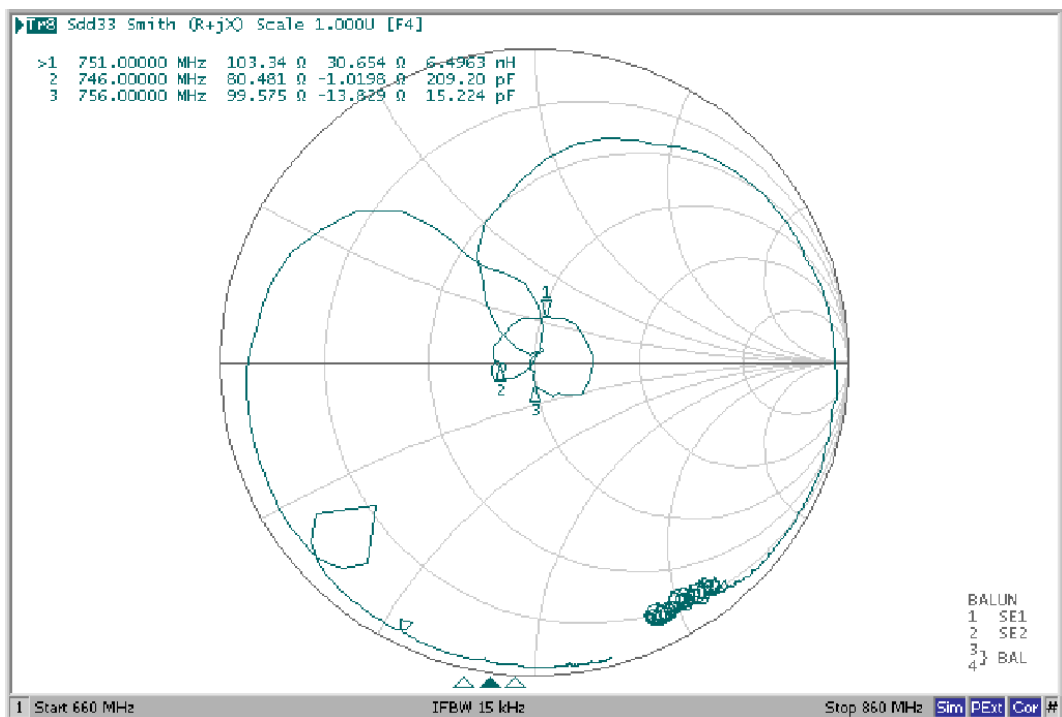 Tr8 Sdd33 Smith (R+jX) Scale 1.000U [F4]
>1 751.00000 MHz 103.34 Ω 30.654 Ω 6.4963 nH
2 746.00000 MHz 80.481 Ω -1.0198 Ω 209.20 pF
3 756.00000 MHz 99.575 Ω -13.829 Ω 15.224 pF
1
2
3
BALUN
1 SE1
2 SE2
3
4} BAL
1 Start 660 MHz IFBW 15 kHz Stop 860 MHz Sim PExt Cor #